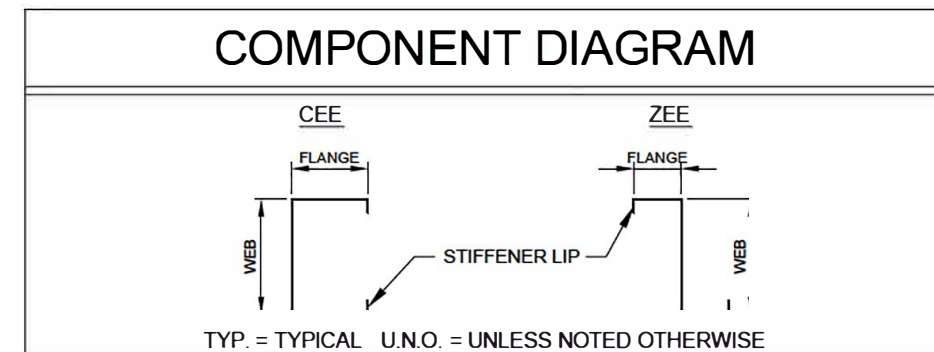 COMPONENT DIAGRAM
CEE ZEE
FLANGE FLANGE
WEB STIFFENER LIP WEB
TYP. = TYPICAL U.N.O. = UNLESS NOTED OTHERWISE